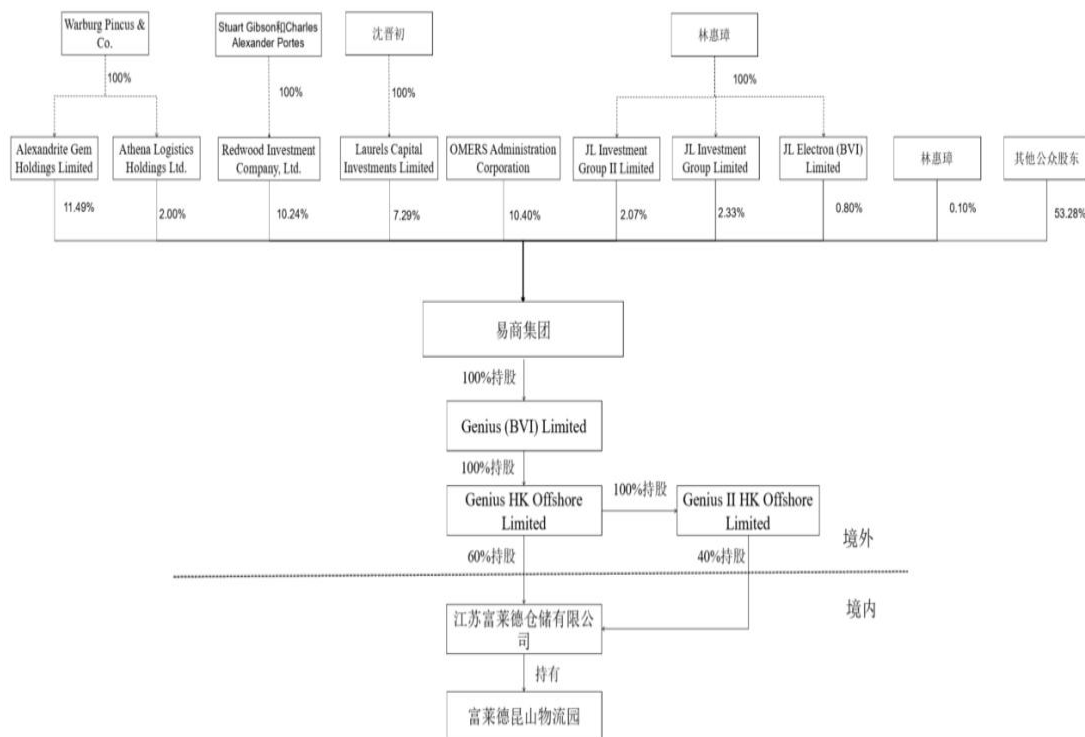 Warburg Pincus &
Co.
Stuart Gibson和Charles
Alexander Portes
沈晋初
林惠璋
100%
100%
100%
100%
Alexandrite Gem
Holdings Limited
Athena Logistics
Holdings Ltd.
Redwood Investment
Company, Ltd.
Laurels Capital
Investments Limited
OMERS Administration
Corporation
JL Investment
Group II Limited
JL Investment
Group Limited
JL Electron (BVI)
Limited
林惠璋
其他公众股东
11.49%
2.00%
10.24%
7.29%
10.40%
2.07%
2.33%
0.80%
0.10%
53.28%
易商集团
100%持股
Genius (BVI) Limited
100%持股
Genius HK Offshore
Limited
100%持股
Genius II HK Offshore
Limited
60%持股
40%持股
境外
境内
江苏富莱德仓储有限公
司
持有
富莱德昆山物流园